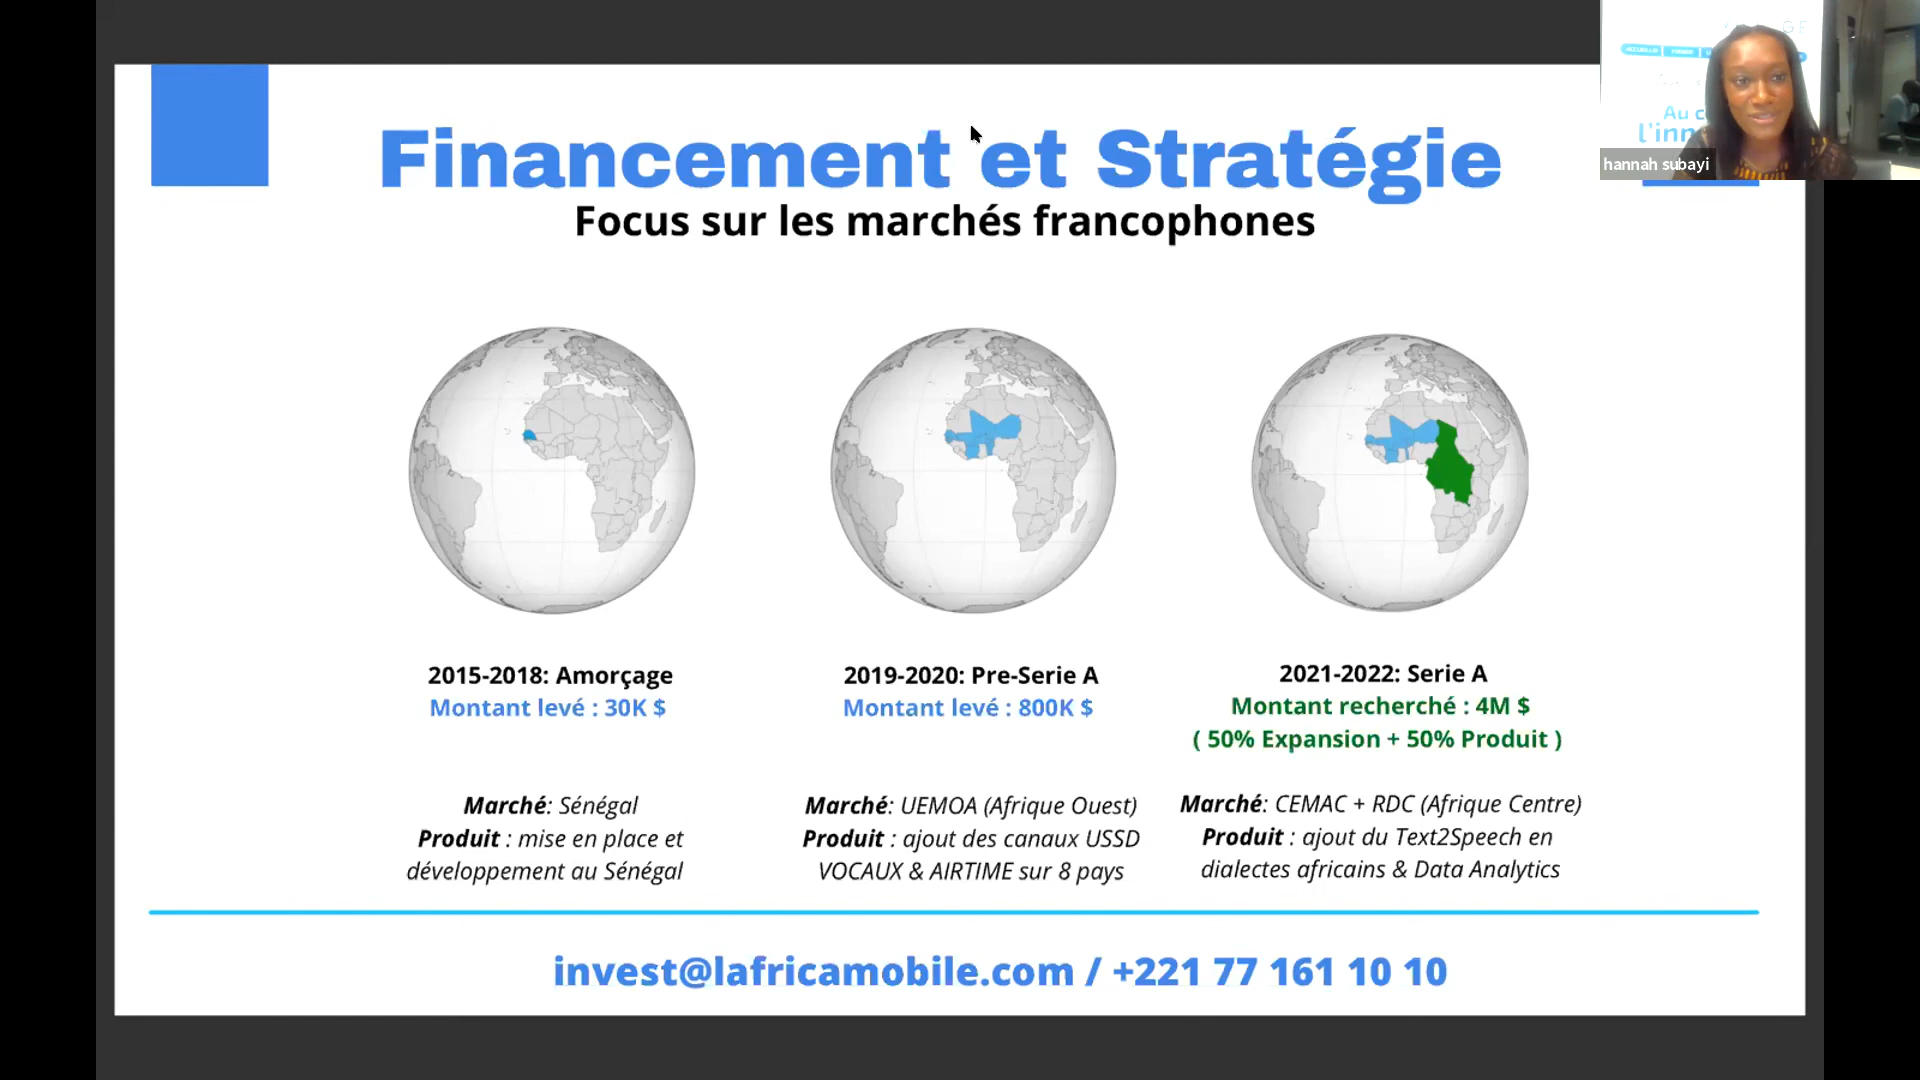 Financement et Stratégie
Focus sur les marchés francophones
2015-2018: Amorçage
Montant levé : 30K $
Marché: Sénégal
Produit : mise en place et
développement au Sénégal
2019-2020: Pre-Serie A
Montant levé : 800K $
Marché: UEMOA (Afrique Ouest)
Produit : ajout des canaux USSD
VOCAUX & AIRTIME sur 8 pays
2021-2022: Serie A
Montant recherché : 4M $
( 50% Expansion + 50% Produit )
Marché: CEMAC + RDC (Afrique Centre)
Produit : ajout du Text2Speech en
dialectes africains & Data Analytics
invest@lafricamobile.com / +221 77 161 10 10
Au c
l'inn
hannah subayi